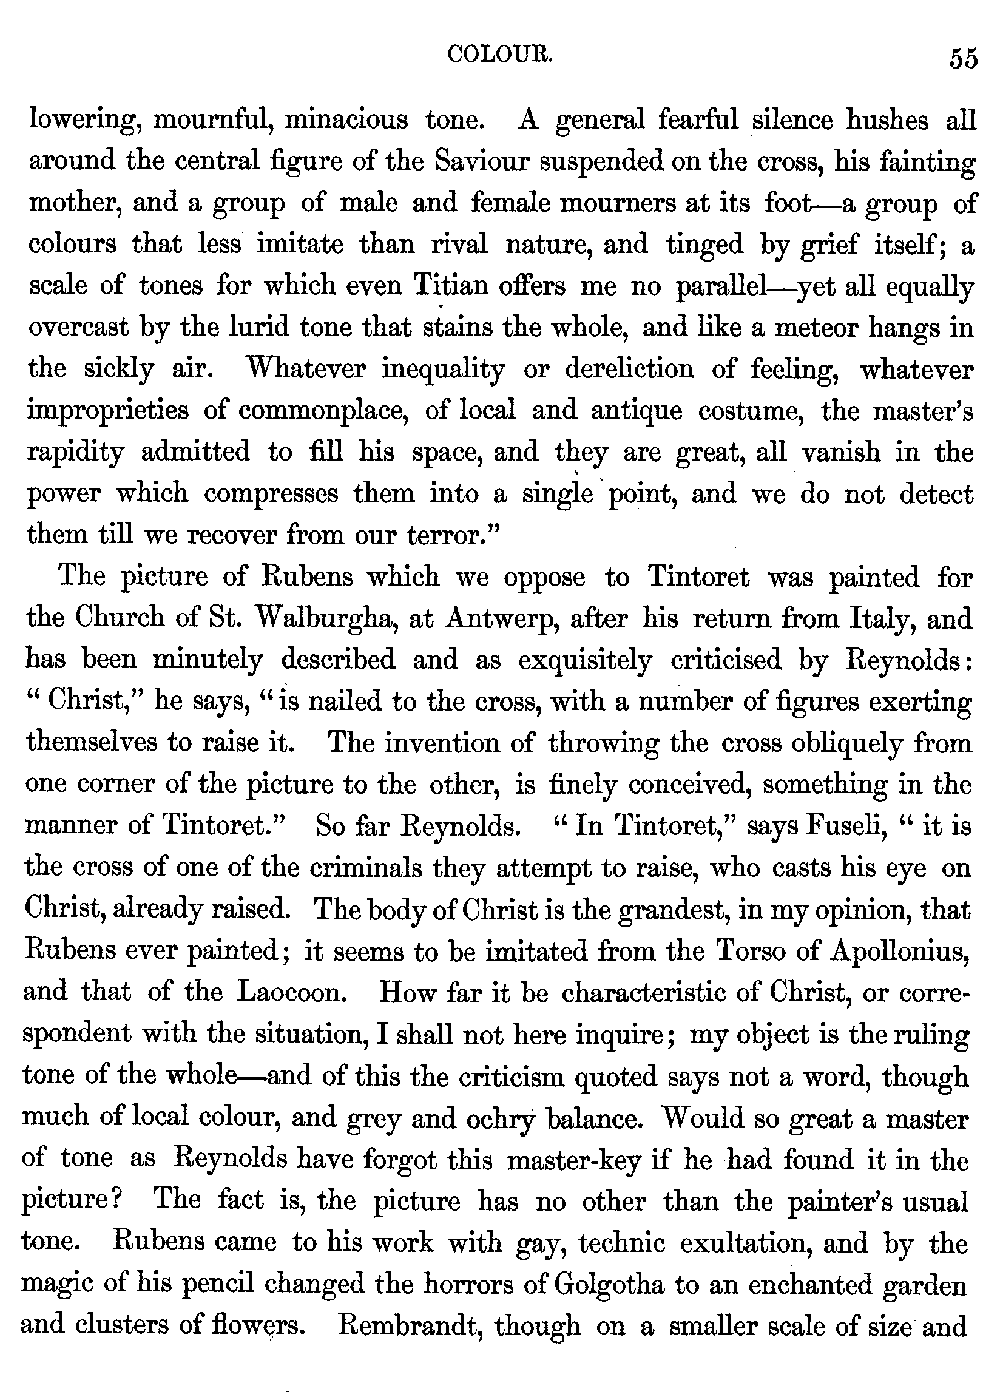 COLOUR. 55
lowering, mournful, minacious tone. A general fearful silence hushes all
around the central figure of the Saviour suspended on the cross, his fainting
mother, and a group of male and female mourners at its foot—a group of
colours that less imitate than rival nature, and tinged by grief itself; a
scale of tones for which even Titian offers me no parallel—yet all equally
overcast by the lurid tone that stains the whole, and like a meteor hangs in
the sickly air. Whatever inequality or dereliction of feeling, whatever
improprieties of commonplace, of local and antique costume, the master's
rapidity admitted to fill his space, and they are great, all vanish in the
power which compresses them into a single point, and we do not detect
them till we recover from our terror."
The picture of Rubens which we oppose to Tintoret was painted for
the Church of St. Walburgha, at Antwerp, after his return from Italy, and
has been minutely described and as exquisitely criticised by Reynolds:
"Christ," he says, "is nailed to the cross, with a number of figures exerting
themselves to raise it. The invention of throwing the cross obliquely from
one corner of the picture to the other, is finely conceived, something in the
manner of Tintoret." So far Reynolds. "In Tintoret," says Fuseli, "it is
the cross of one of the criminals they attempt to raise, who casts his eye on
Christ, already raised. The body of Christ is the grandest, in my opinion, that
Rubens ever painted; it seems to be imitated from the Torso of Apollonius,
and that of the Laocoon. How far it be characteristic of Christ, or corre-
spondent with the situation, I shall not here inquire; my object is the ruling
tone of the whole—and of this the criticism quoted says not a word, though
much of local colour, and grey and ochry balance. Would so great a master
of tone as Reynolds have forgot this master-key if he had found it in the
picture? The fact is, the picture has no other than the painter's usual
tone. Rubens came to his work with gay, technic exultation, and by the
magic of his pencil changed the horrors of Golgotha to an enchanted garden
and clusters of flowers. Rembrandt, though on a smaller scale of size and